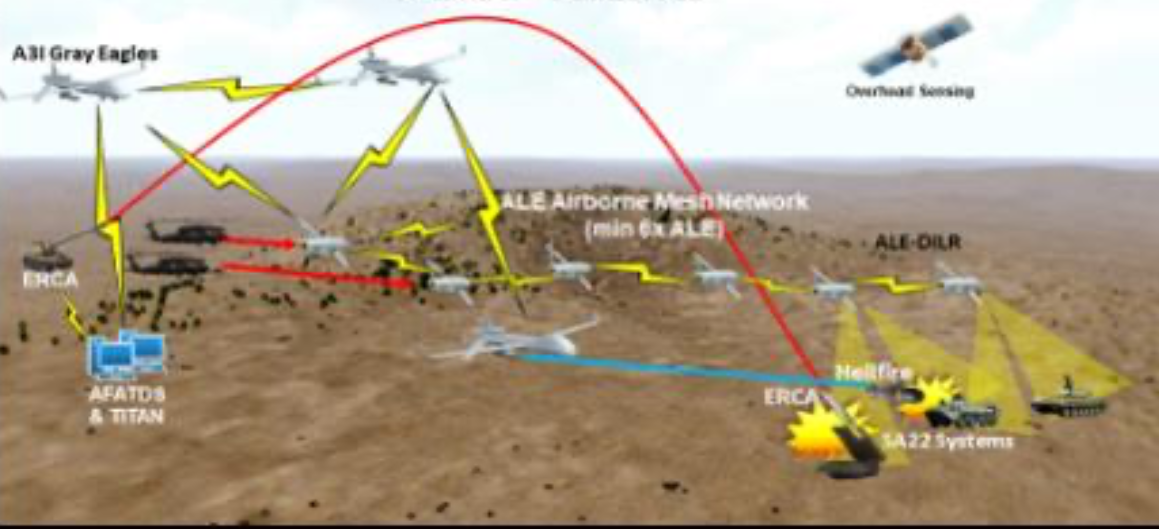 A3I Gray Eagles
Overhead Sensing
ALE Airborne Mesh Network
(min 6x ALE)
ALE-DILR
ERCA
AFATDS
& TITAN
Hellfire
ERCA
SA22 Systems